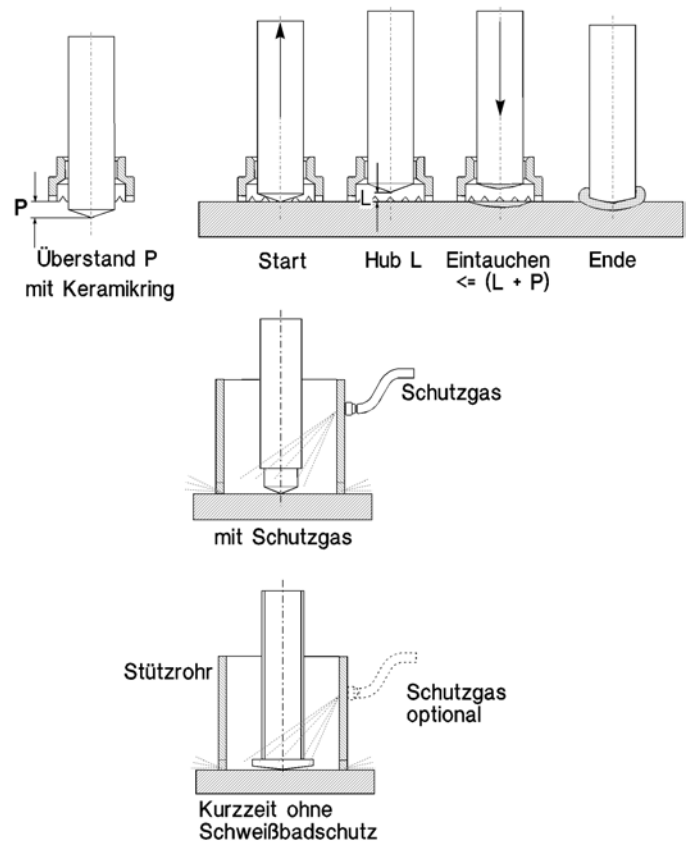 P
L
Überstand P
mit Keramikring
Start
Hub L
Eintauchen
<= (L + P)
Ende
Schutzgas
mit Schutzgas
Stützrohr
Schutzgas
optional
Kurzzeit ohne
Schweißbadschutz